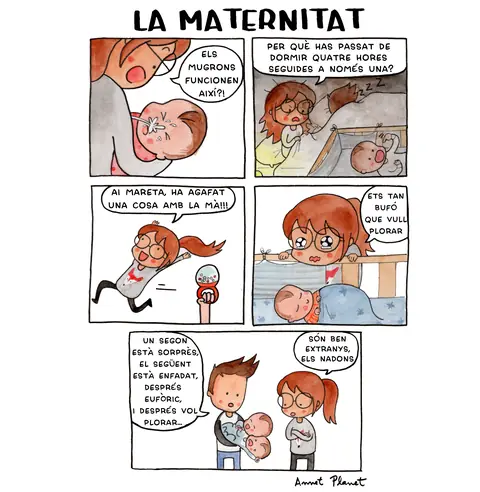 LA MATERNITAT
ELS
MUGRONS
FUNCIONEN
AIXÍ?!
PER QUÈ HAS PASSAT DE
DORMIR QUATRE HORES
SEGUIDES A NOMÉS UNA?
ZZZZ
AI MARETA, HA AGAFAT
UNA COSA AMB LA MÀ!!!
ETS TAN
BUFÓ
QUE VULL
PLORAR
UN SEGON
ESTÀ SORPRÈS,
EL SEGÜENT
ESTÀ ENFADAT,
DESPRÉS
EUFÒRIC,
I DESPRÉS VOL
PLORAR...
SÓN BEN
EXTRANYS,
ELS NADONS
Annet Planet